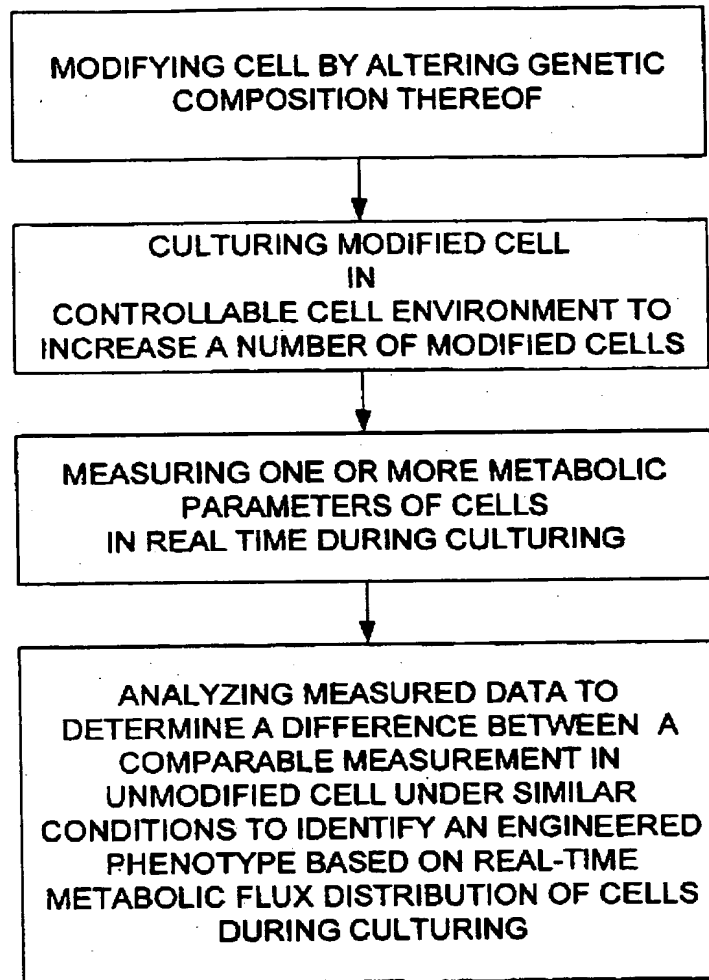 MODIFYING CELL BY ALTERING GENETIC
COMPOSITION THEREOF
CULTURING MODIFIED CELL
IN
CONTROLLABLE CELL ENVIRONMENT TO
INCREASE A NUMBER OF MODIFIED CELLS
MEASURING ONE OR MORE METABOLIC
PARAMETERS OF CELLS
IN REAL TIME DURING CULTURING
ANALYZING MEASURED DATA TO
DETERMINE A DIFFERENCE BETWEEN A
COMPARABLE MEASUREMENT IN
UNMODIFIED CELL UNDER SIMILAR
CONDITIONS TO IDENTIFY AN ENGINEERED
PHENOTYPE BASED ON REAL-TIME
METABOLIC FLUX DISTRIBUTION OF CELLS
DURING CULTURING